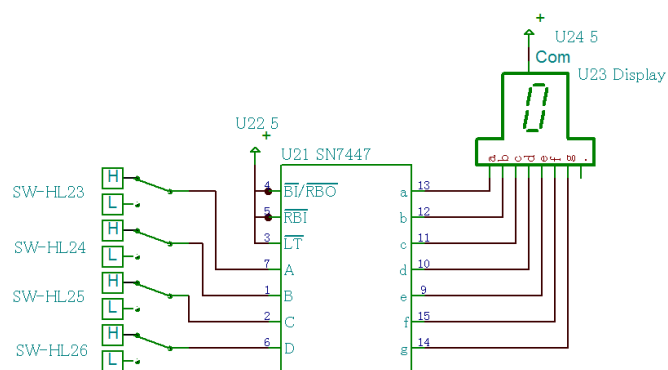 +
U24 5
Com
U23 Display
0
a b c d e f g .
U22 5
+
U21 SN7447
SW-HL23
H
L
4 BI/RBO a 13
5 RBI b 12
3 LT c 11
SW-HL24
H
L
7 A d 10
1 B e 9
SW-HL25
H
L
2 C f 15
SW-HL26
H
L
6 D g 14